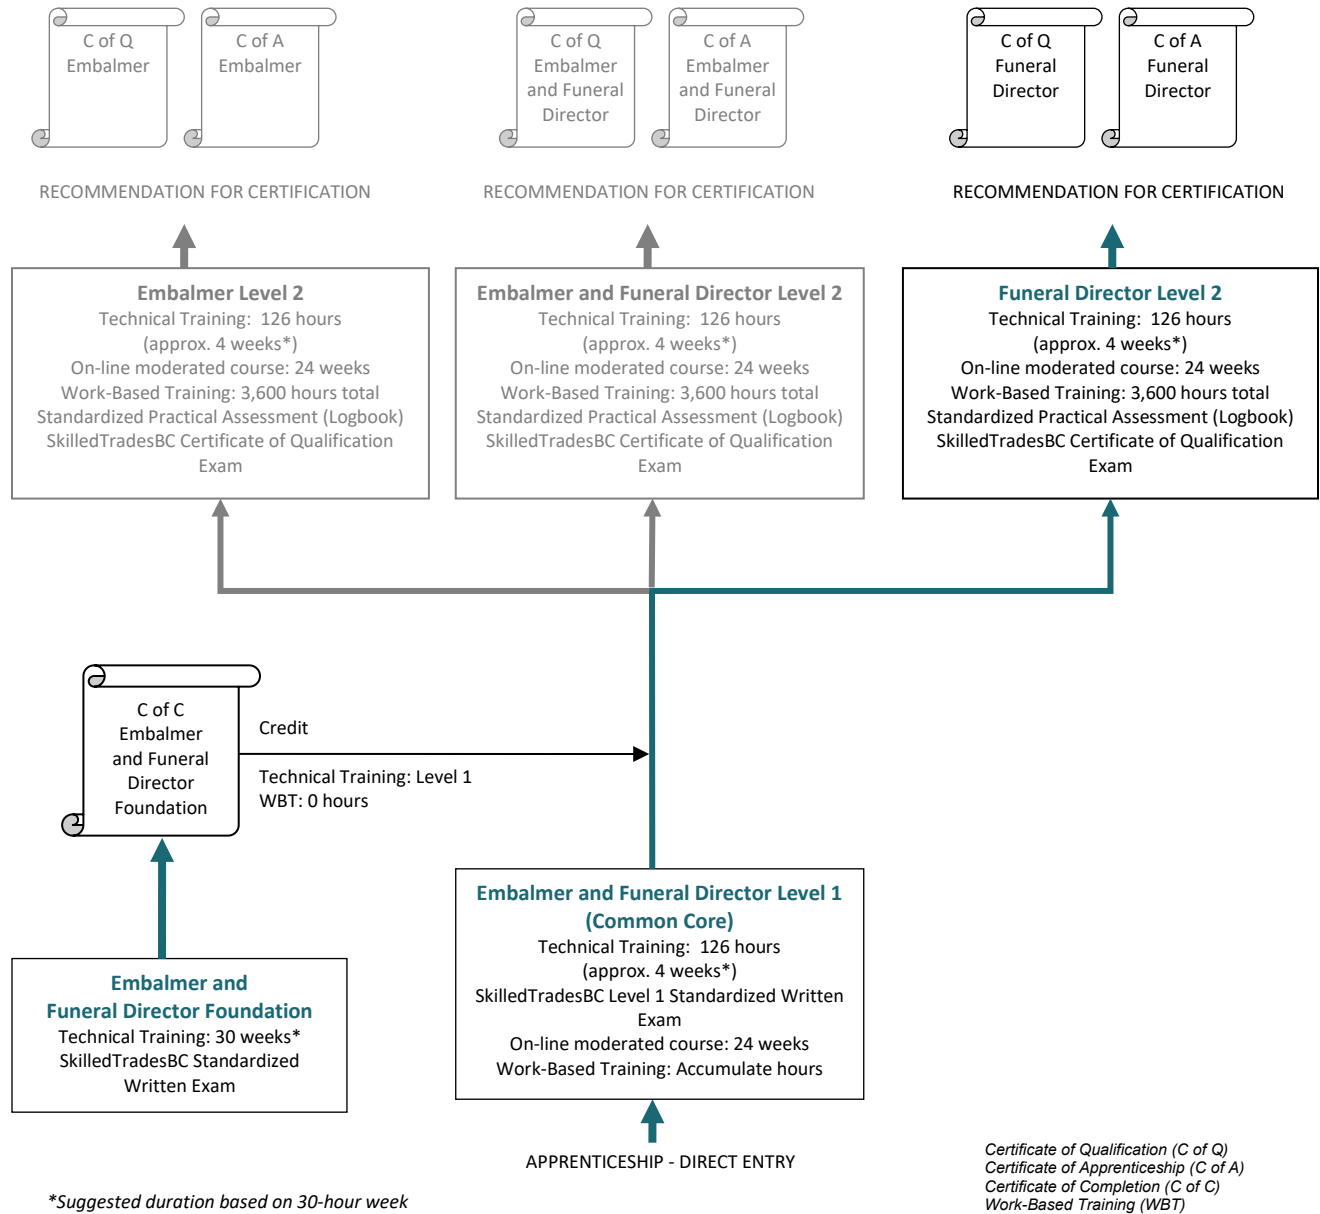 C of Q
Embalmer
C of A
Embalmer
C of Q
Embalmer
and Funeral
Director
C of A
Embalmer
and Funeral
Director
C of Q
Funeral
Director
C of A
Funeral
Director
RECOMMENDATION FOR CERTIFICATION
RECOMMENDATION FOR CERTIFICATION
RECOMMENDATION FOR CERTIFICATION
Embalmer Level 2
Technical Training:  126 hours
(approx. 4 weeks*)
On-line moderated course: 24 weeks
Work-Based Training: 3,600 hours total
Standardized Practical Assessment (Logbook)
SkilledTradesBC Certificate of Qualification
Exam
Embalmer and Funeral Director Level 2
Technical Training:  126 hours
(approx. 4 weeks*)
On-line moderated course: 24 weeks
Work-Based Training: 3,600 hours total
Standardized Practical Assessment (Logbook)
SkilledTradesBC Certificate of Qualification
Exam
Funeral Director Level 2
Technical Training:  126 hours
(approx. 4 weeks*)
On-line moderated course: 24 weeks
Work-Based Training: 3,600 hours total
Standardized Practical Assessment (Logbook)
SkilledTradesBC Certificate of Qualification
Exam
C of C
Embalmer
and Funeral
Director
Foundation
Credit
Technical Training: Level 1
WBT: 0 hours
Embalmer and Funeral Director Level 1
(Common Core)
Technical Training:  126 hours
(approx. 4 weeks*)
SkilledTradesBC Level 1 Standardized Written
Exam
On-line moderated course: 24 weeks
Work-Based Training: Accumulate hours
Embalmer and
Funeral Director Foundation
Technical Training: 30 weeks*
SkilledTradesBC Standardized
Written Exam
APPRENTICESHIP - DIRECT ENTRY
*Suggested duration based on 30-hour week
Certificate of Qualification (C of Q)
Certificate of Apprenticeship (C of A)
Certificate of Completion (C of C)
Work-Based Training (WBT)